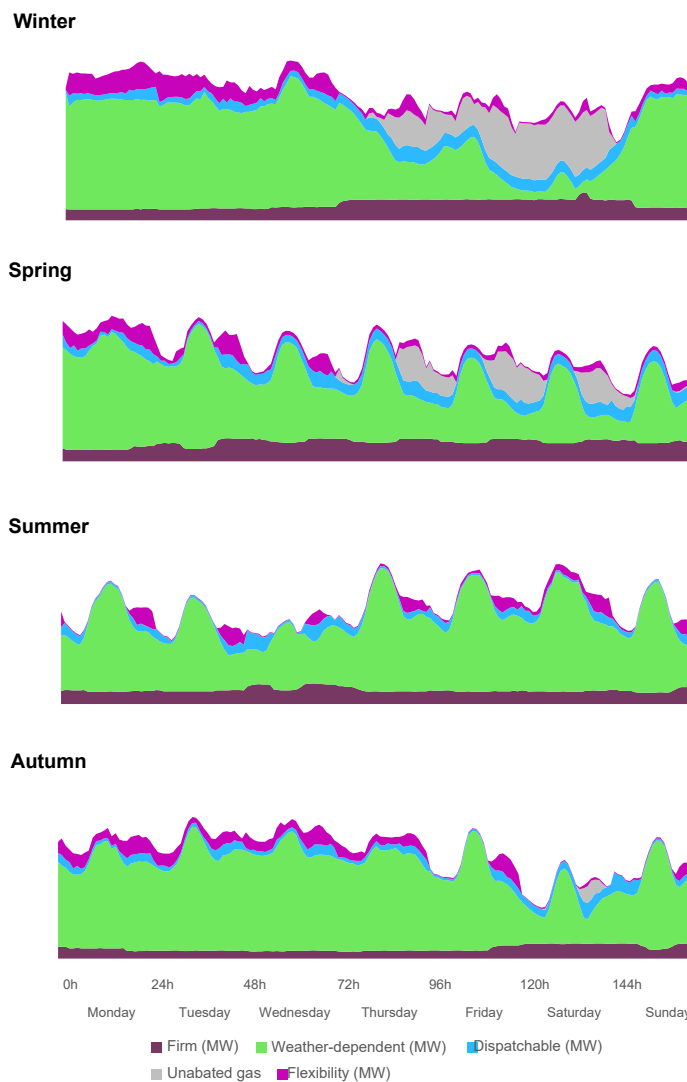 Winter
Spring
Summer
Autumn
0h 24h 48h 72h 96h 120h 144h
Monday Tuesday Wednesday Thursday Friday Saturday Sunday
Firm (MW) Weather-dependent (MW) Dispatchable (MW)
Unabated gas Flexibility (MW)